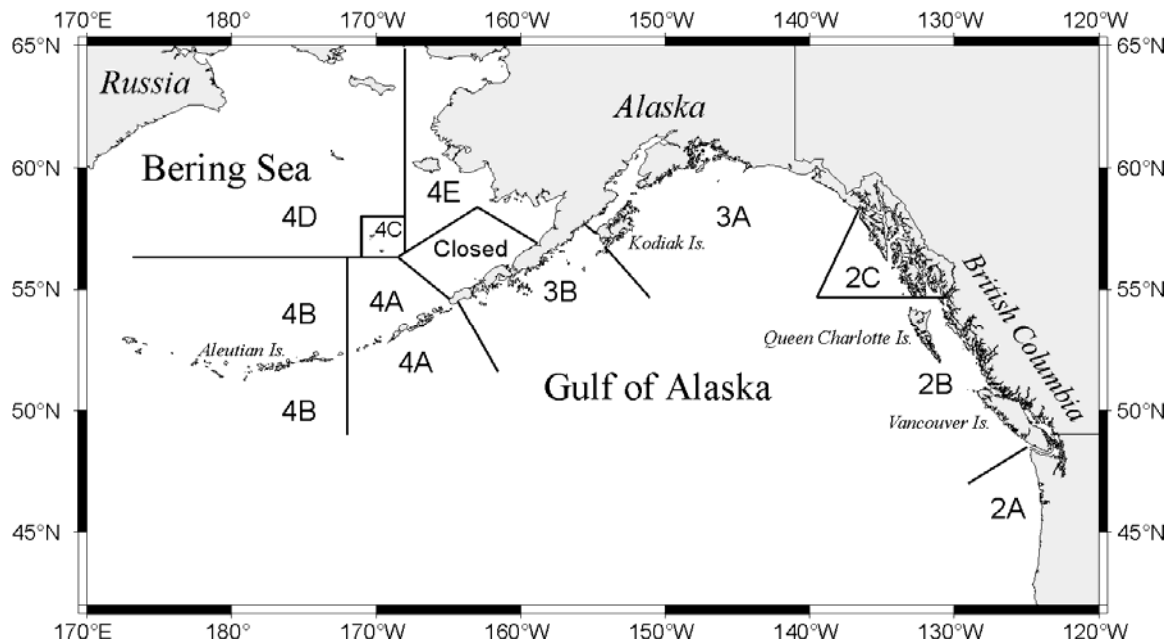 170°E 180° 170°W 160°W 150°W 140°W 130°W 120°W
65°N 65°N
Russia
Alaska
60°N 60°N
Bering Sea
4E
4D 4C 3A
Closed
Kodiak Is.
British Columbia
55°N 55°N
4B 4A 3B 2C
Queen Charlotte Is.
Aleutian Is.
4A
Gulf of Alaska
2B
50°N 50°N
4B
Vancouver Is.
2A
45°N 45°N
170°E 180° 170°W 160°W 150°W 140°W 130°W 120°W